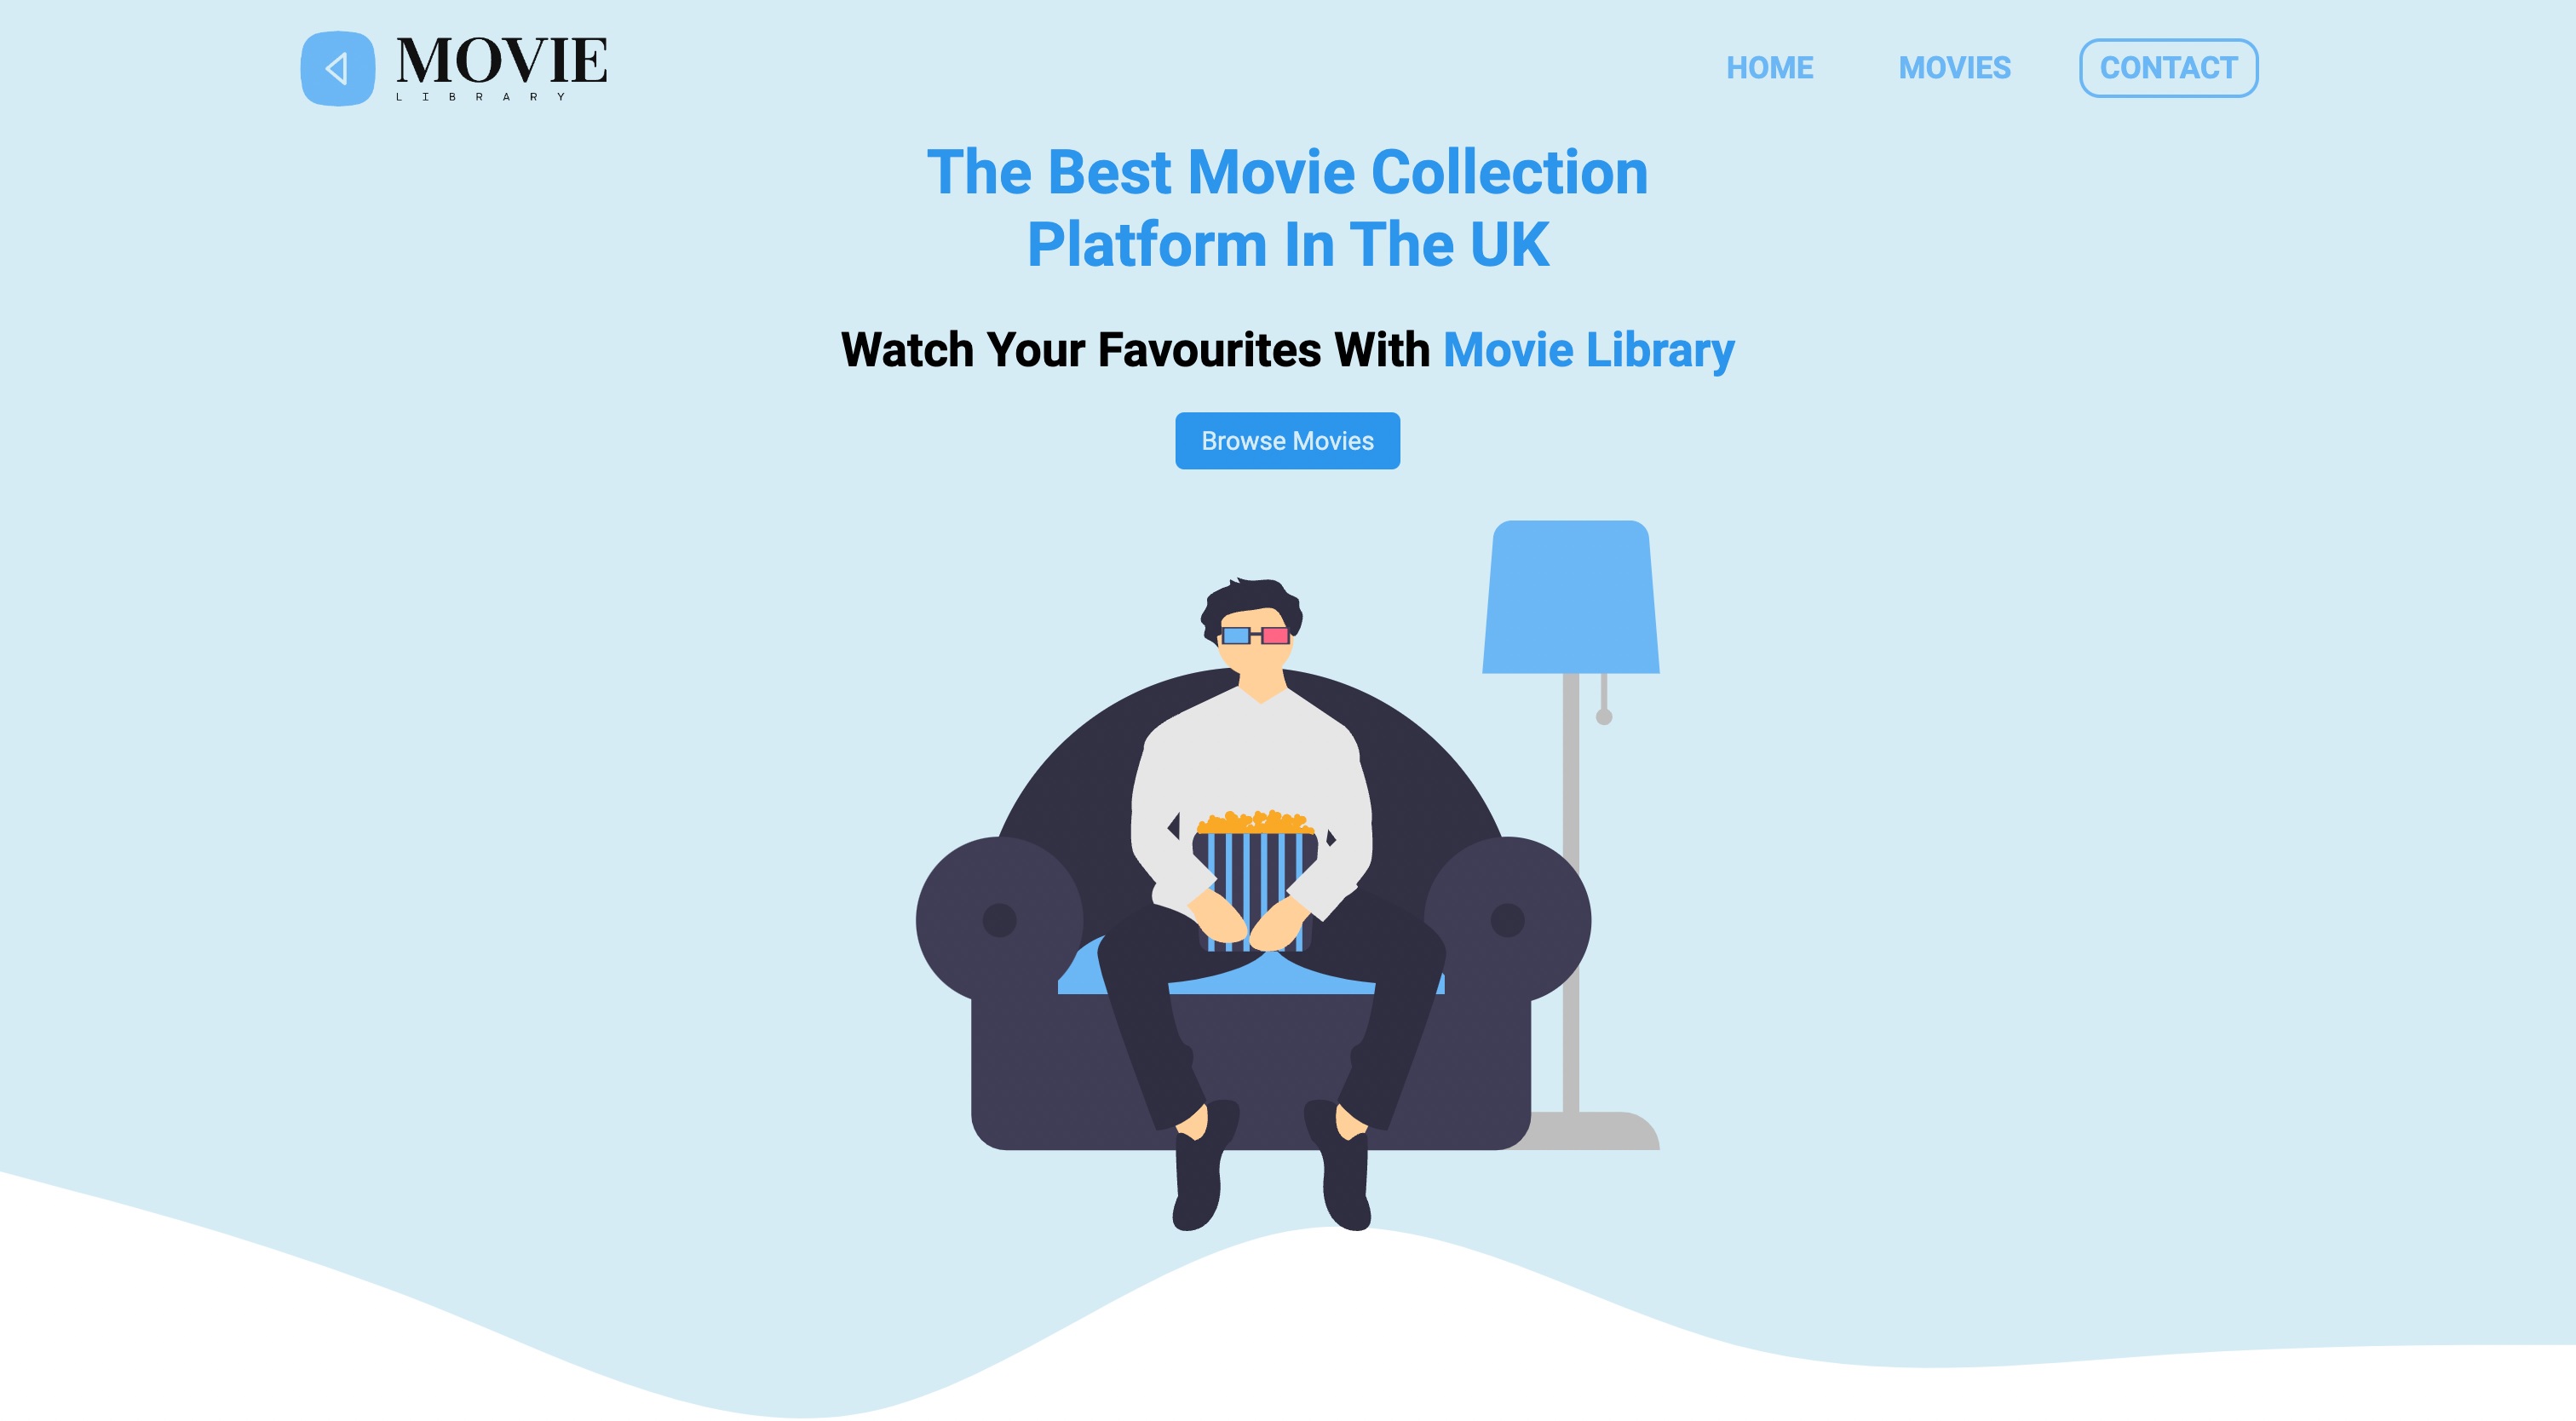 MOVIE
LIBRARY
HOME MOVIES CONTACT
The Best Movie Collection
Platform In The UK
Watch Your Favourites With Movie Library
Browse Movies